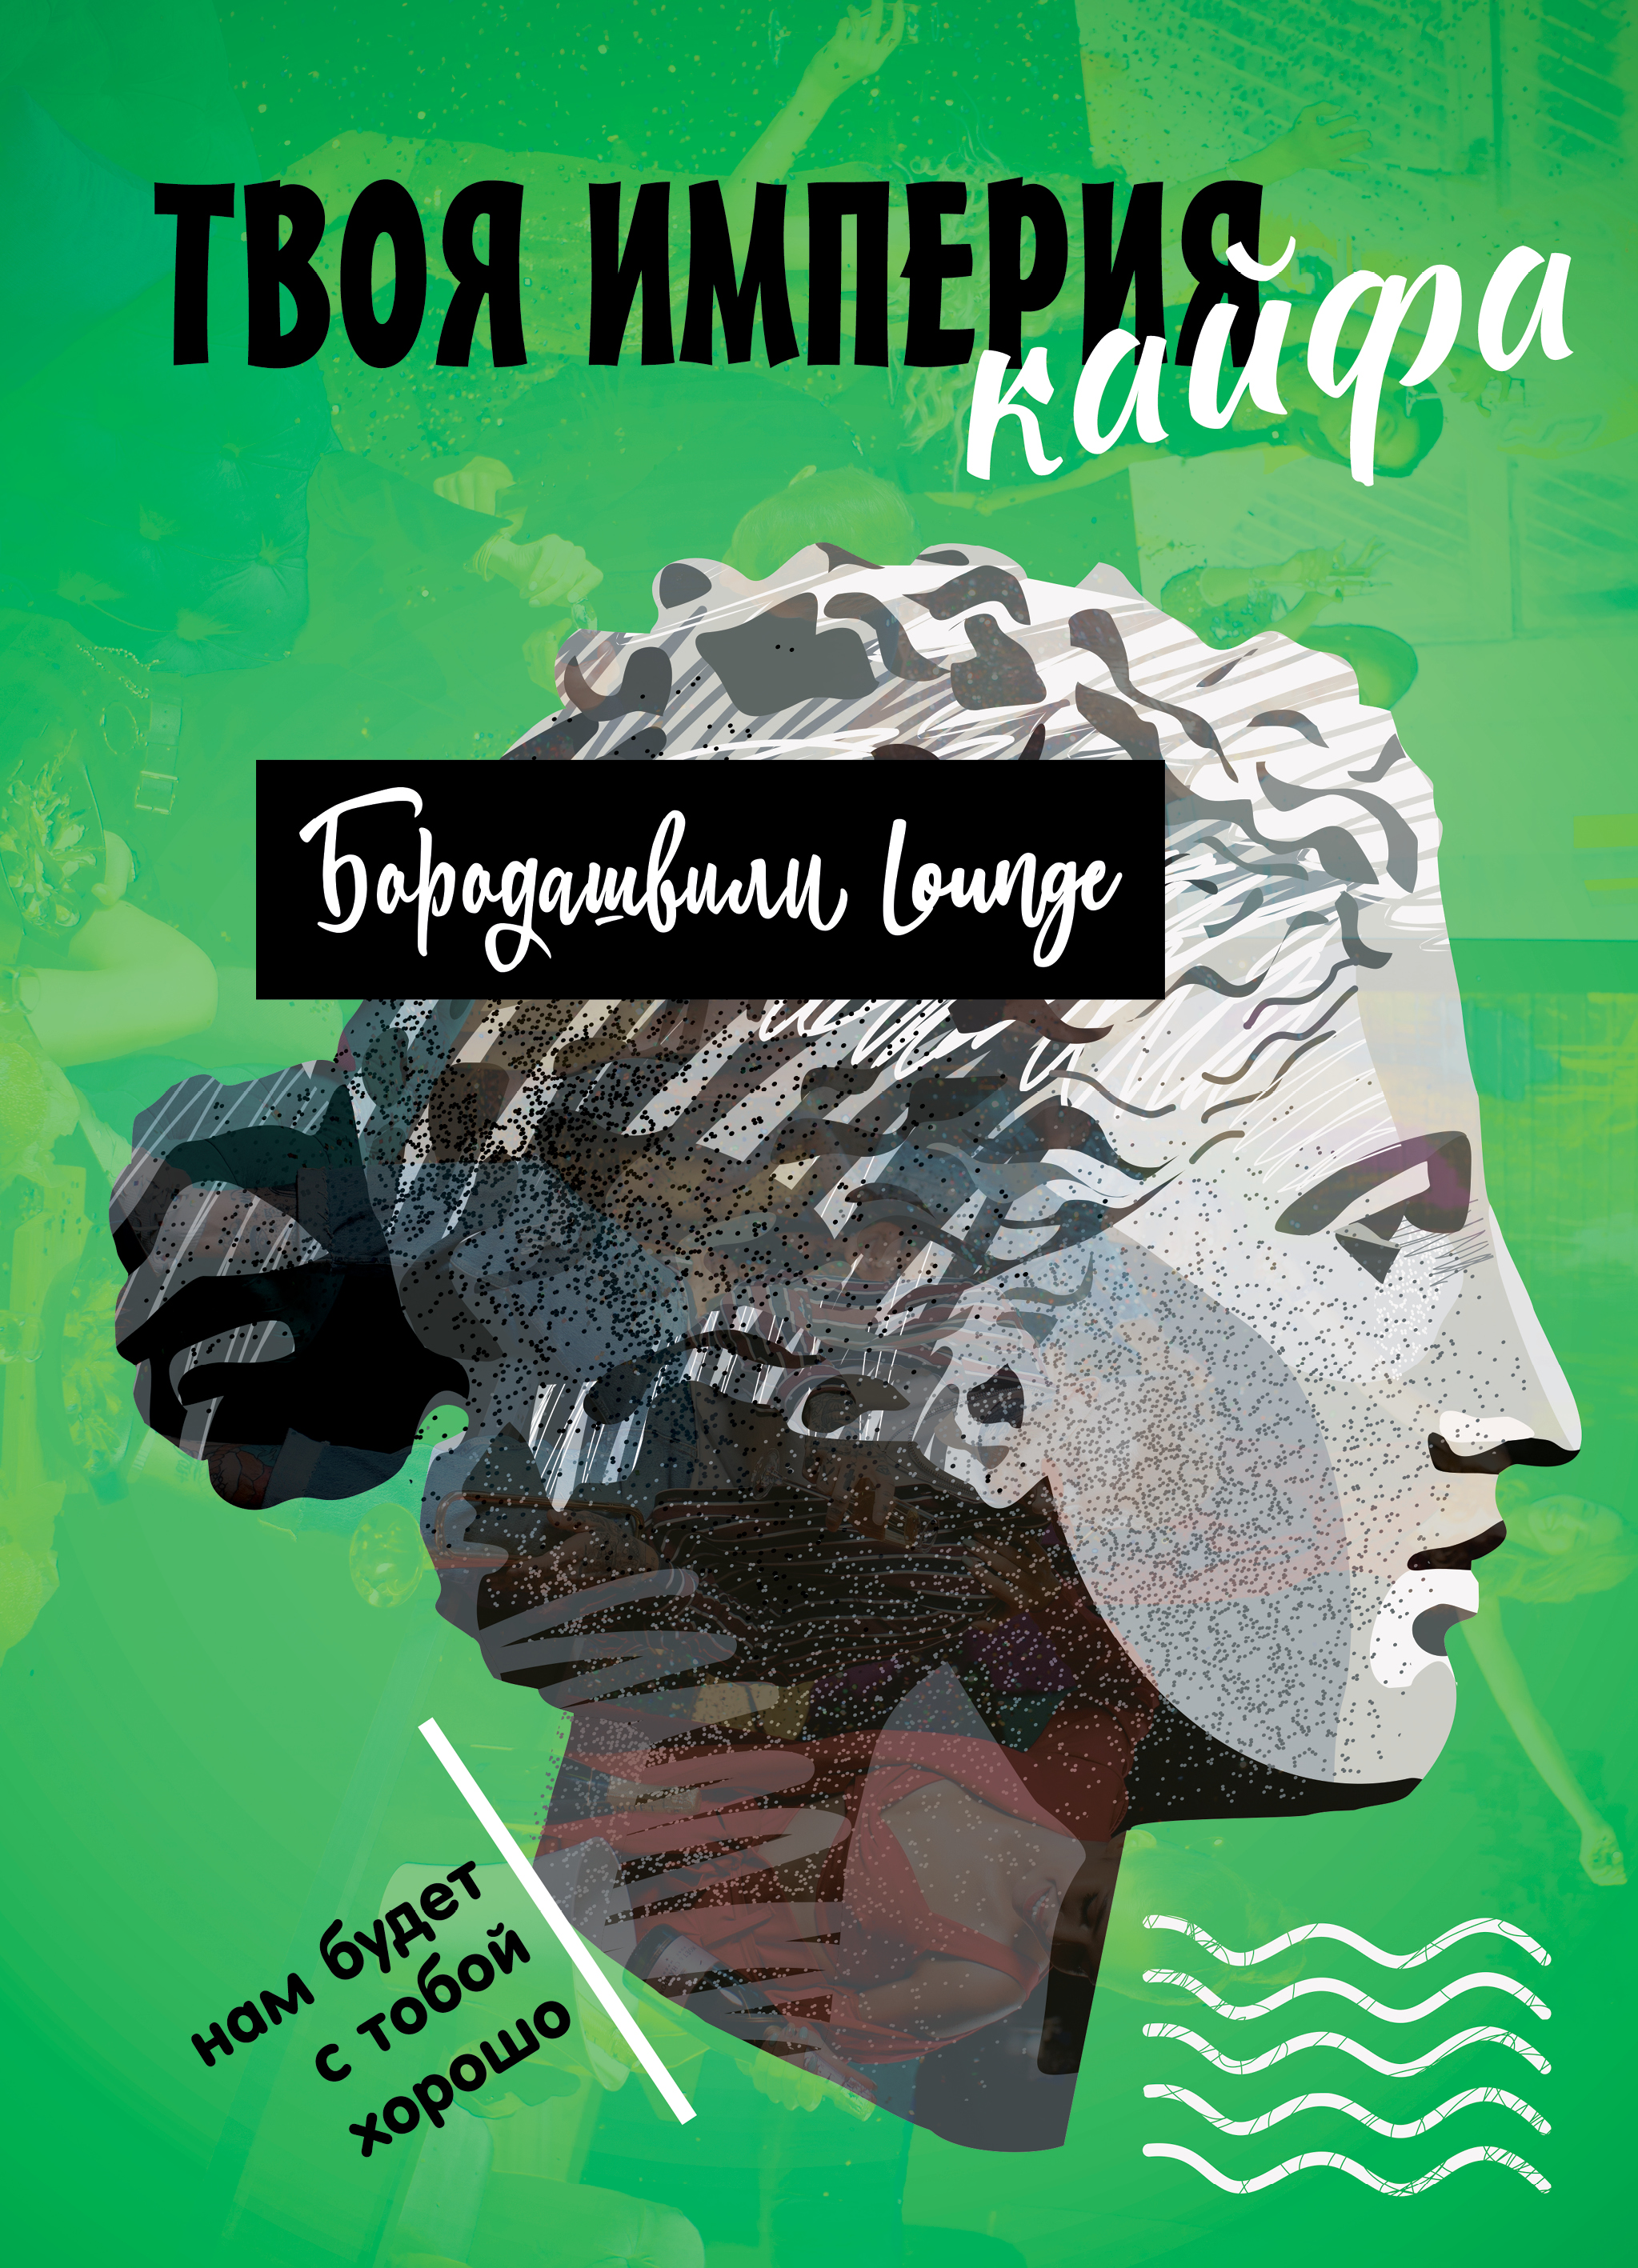 ТВОЯ ИМПЕРИЯ
кайфа
Бородашвили Lounge
нам будет
с тобой
хорошо